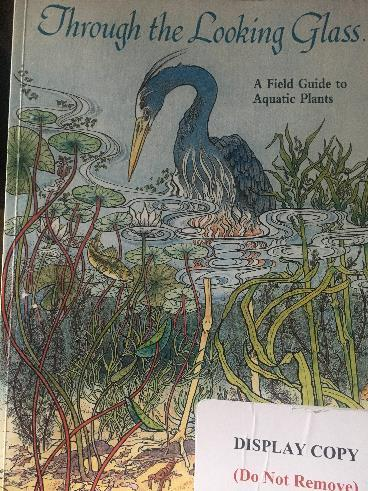 Through the Looking Glass.
A Field Guide to
Aquatic Plants
DISPLAY COPY
(Do Not Remove)